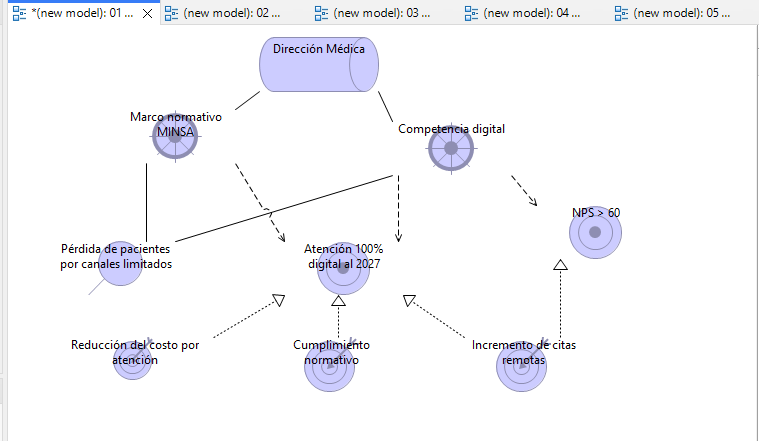 *(new model): 01 ...
(new model): 02 ...
(new model): 03 ...
(new model): 04 ...
(new model): 05 ...
Dirección Médica
Marco normativo
MINSA
Competencia digital
NPS > 60
Pérdida de pacientes
por canales limitados
Atención 100%
digital al 2027
Reducción del costo por
atención
Cumplimiento
normativo
Incremento de citas
remotas